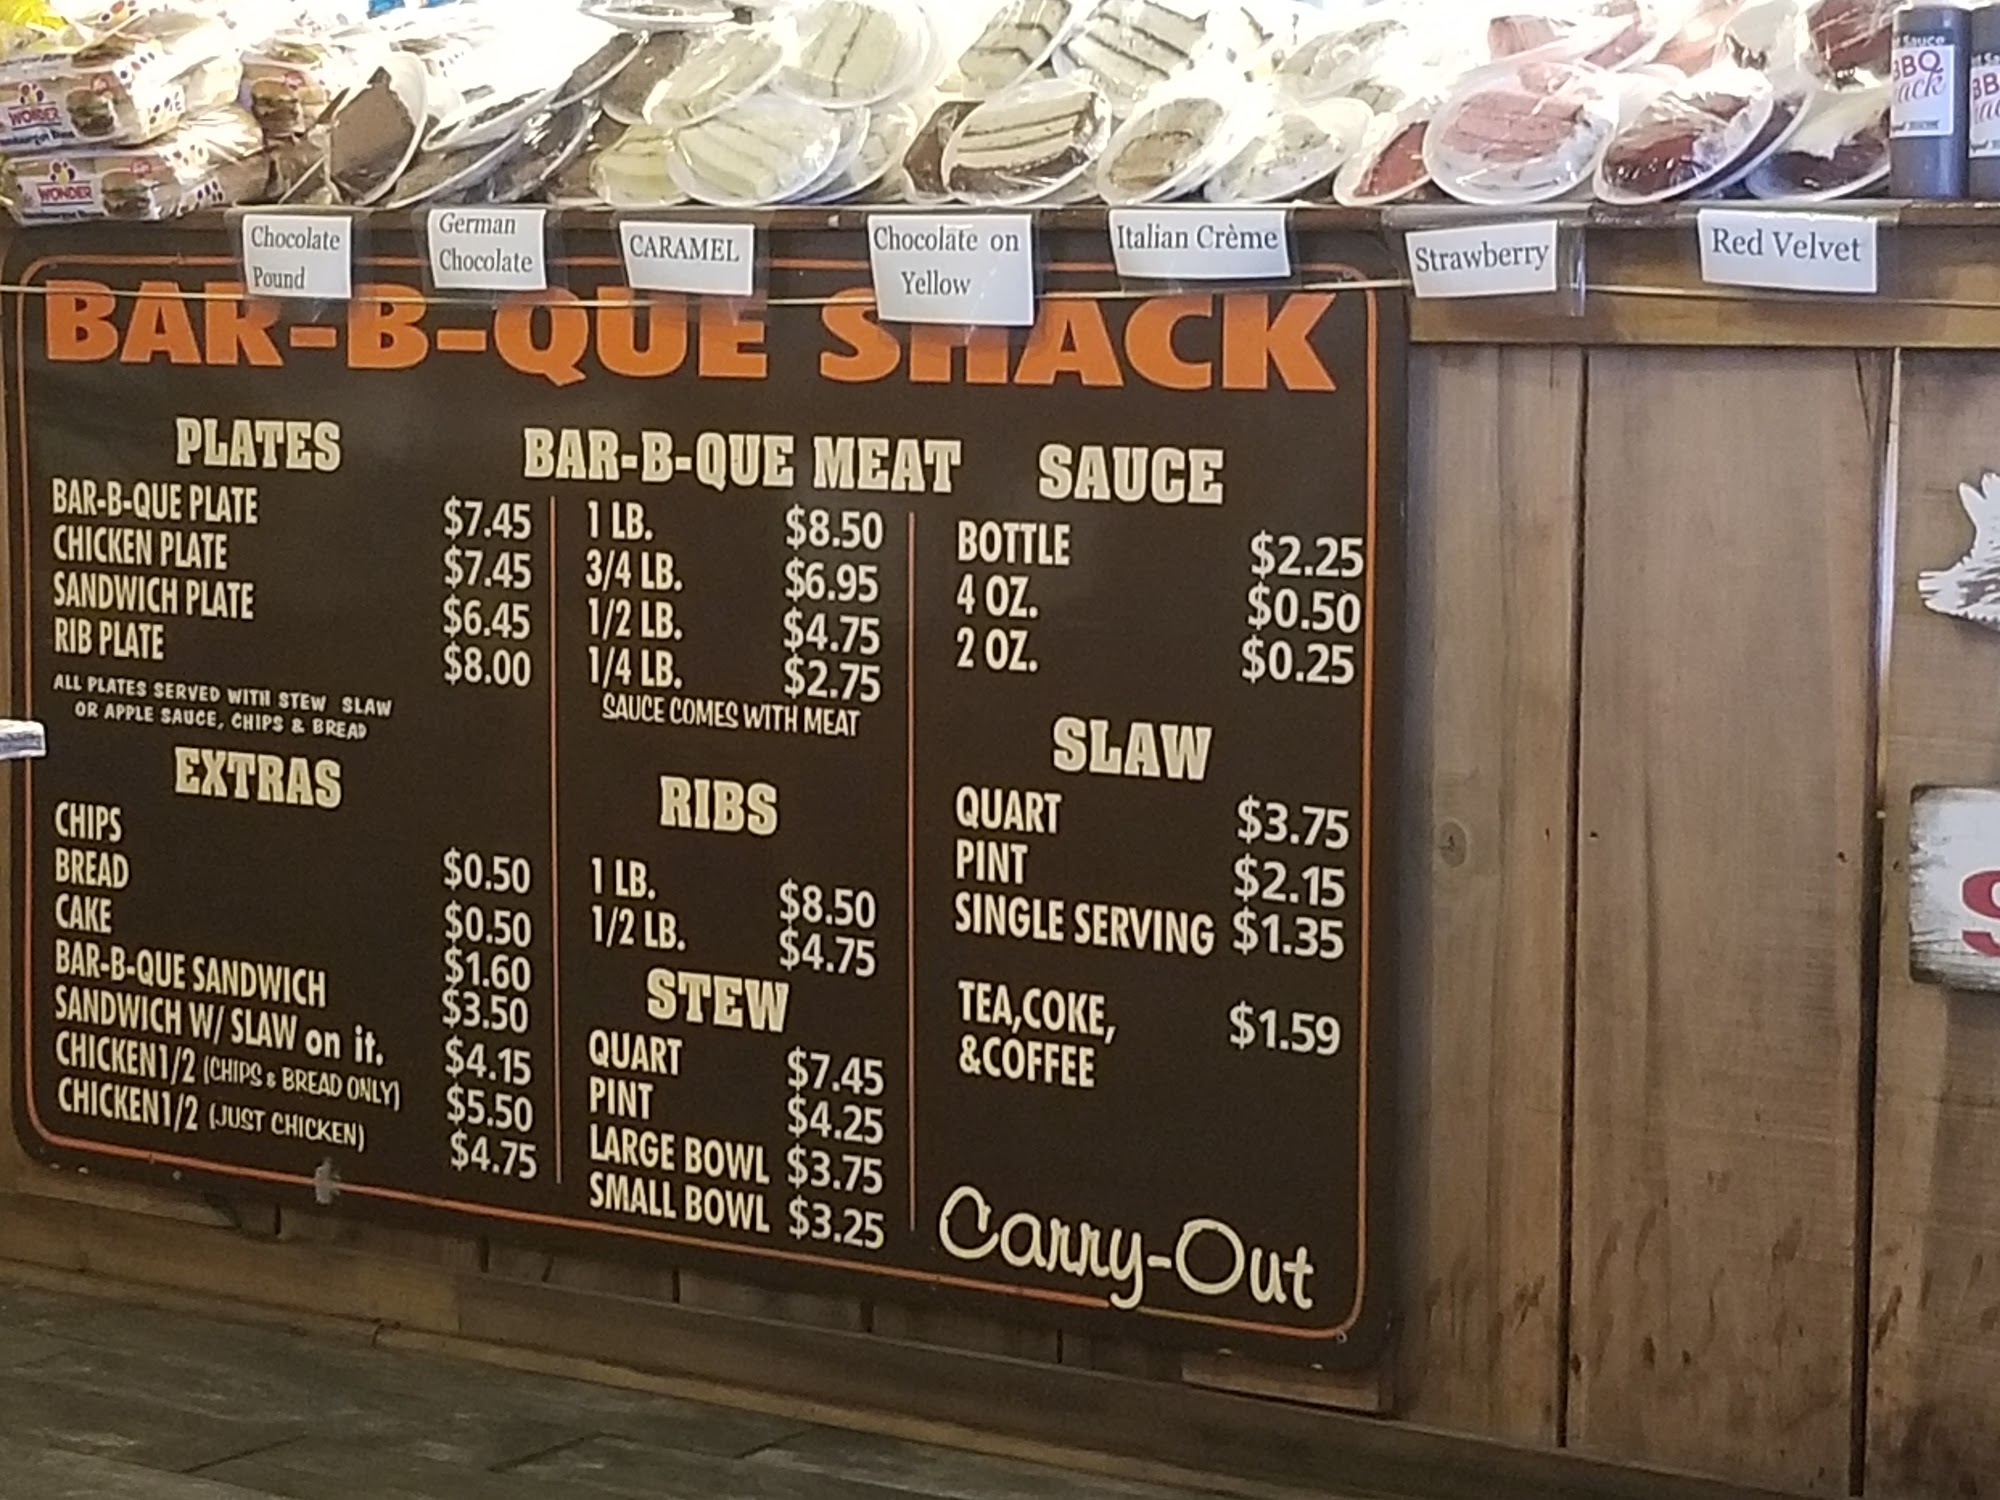 WONDER
WONDER
Sauce
BBQ
Chocolate
Pound
German
Chocolate
CARAMEL
Chocolate on
Yellow
Italian Crème
Strawberry
Red Velvet
BAR-B-QUE SHACK
PLATES
BAR-B-QUE PLATE $7.45
CHICKEN PLATE $7.45
SANDWICH PLATE $6.45
RIB PLATE $8.00
ALL PLATES SERVED WITH STEW SLAW
OR APPLE SAUCE, CHIPS & BREAD
EXTRAS
CHIPS $0.50
BREAD $0.50
CAKE $1.60
BAR-B-QUE SANDWICH $3.50
SANDWICH W/ SLAW on it. $4.15
CHICKEN1/2 (CHIPS & BREAD ONLY) $5.50
CHICKEN1/2 (JUST CHICKEN) $4.75
BAR-B-QUE MEAT
1 LB. $8.50
3/4 LB. $6.95
1/2 LB. $4.75
1/4 LB. $2.75
SAUCE COMES WITH MEAT
RIBS
1 LB. $8.50
1/2 LB. $4.75
STEW
QUART $7.45
PINT $4.25
LARGE BOWL $3.75
SMALL BOWL $3.25
SAUCE
BOTTLE $2.25
4 OZ. $0.50
2 OZ. $0.25
SLAW
QUART $3.75
PINT $2.15
SINGLE SERVING $1.35
TEA,COKE, $1.59
&COFFEE
Carry-Out